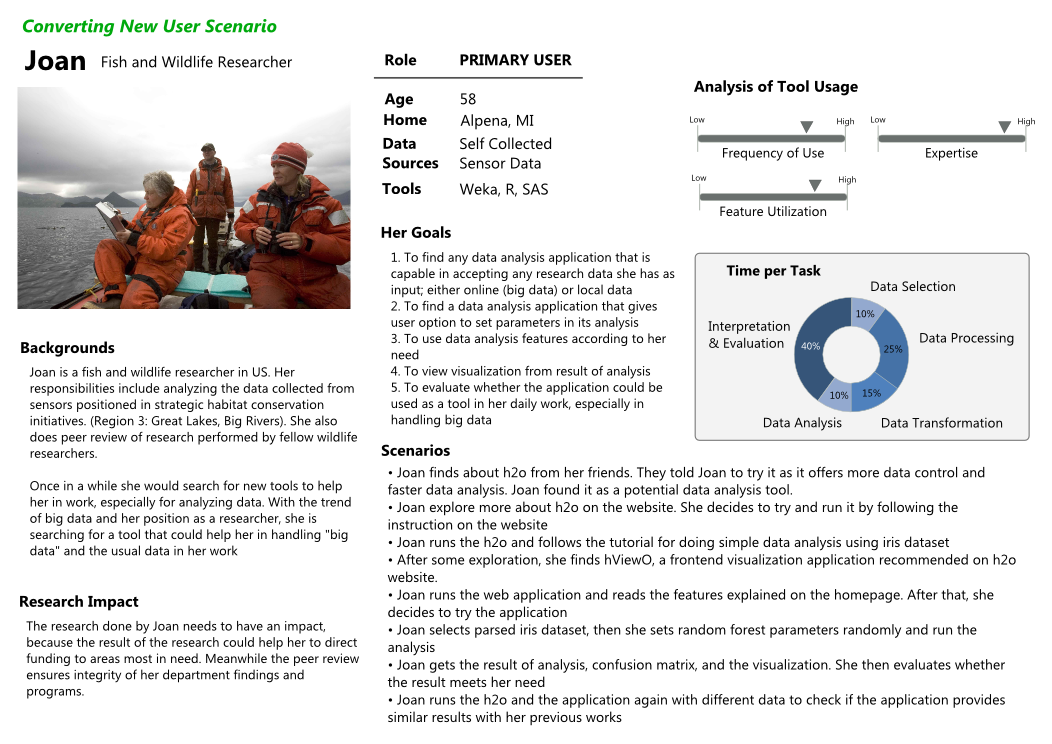 Converting New User Scenario
Joan Fish and Wildlife Researcher
Role PRIMARY USER
Age 58
Home Alpena, MI
Data Self Collected
Sources Sensor Data
Tools Weka, R, SAS
Analysis of Tool Usage
Low High
Frequency of Use
Low High
Expertise
Low High
Feature Utilization
Her Goals
1. To find any data analysis application that is
capable in accepting any research data she has as
input; either online (big data) or local data
2. To find a data analysis application that gives
user option to set parameters in its analysis
3. To use data analysis features according to her
need
4. To view visualization from result of analysis
5. To evaluate whether the application could be
used as a tool in her daily work, especially in
handling big data
Time per Task
Data Selection
10%
Data Processing
25%
Data Transformation
15%
Data Analysis
10%
Interpretation
& Evaluation
40%
Backgrounds
Joan is a fish and wildlife researcher in US. Her
responsibilities include analyzing the data collected from
sensors positioned in strategic habitat conservation
initiatives. (Region 3: Great Lakes, Big Rivers). She also
does peer review of research performed by fellow wildlife
researchers.
Once in a while she would search for new tools to help
her in work, especially for analyzing data. With the trend
of big data and her position as a researcher, she is
searching for a tool that could help her in handling "big
data" and the usual data in her work
Research Impact
The research done by Joan needs to have an impact,
because the result of the research could help her to direct
funding to areas most in need. Meanwhile the peer review
ensures integrity of her department findings and
programs.
Scenarios
• Joan finds about h2o from her friends. They told Joan to try it as it offers more data control and
faster data analysis. Joan found it as a potential data analysis tool.
• Joan explore more about h2o on the website. She decides to try and run it by following the
instruction on the website
• Joan runs the h2o and follows the tutorial for doing simple data analysis using iris dataset
• After some exploration, she finds hViewO, a frontend visualization application recommended on h2o
website.
• Joan runs the web application and reads the features explained on the homepage. After that, she
decides to try the application
• Joan selects parsed iris dataset, then she sets random forest parameters randomly and run the
analysis
• Joan gets the result of analysis, confusion matrix, and the visualization. She then evaluates whether
the result meets her need
• Joan runs the h2o and the application again with different data to check if the application provides
similar results with her previous works